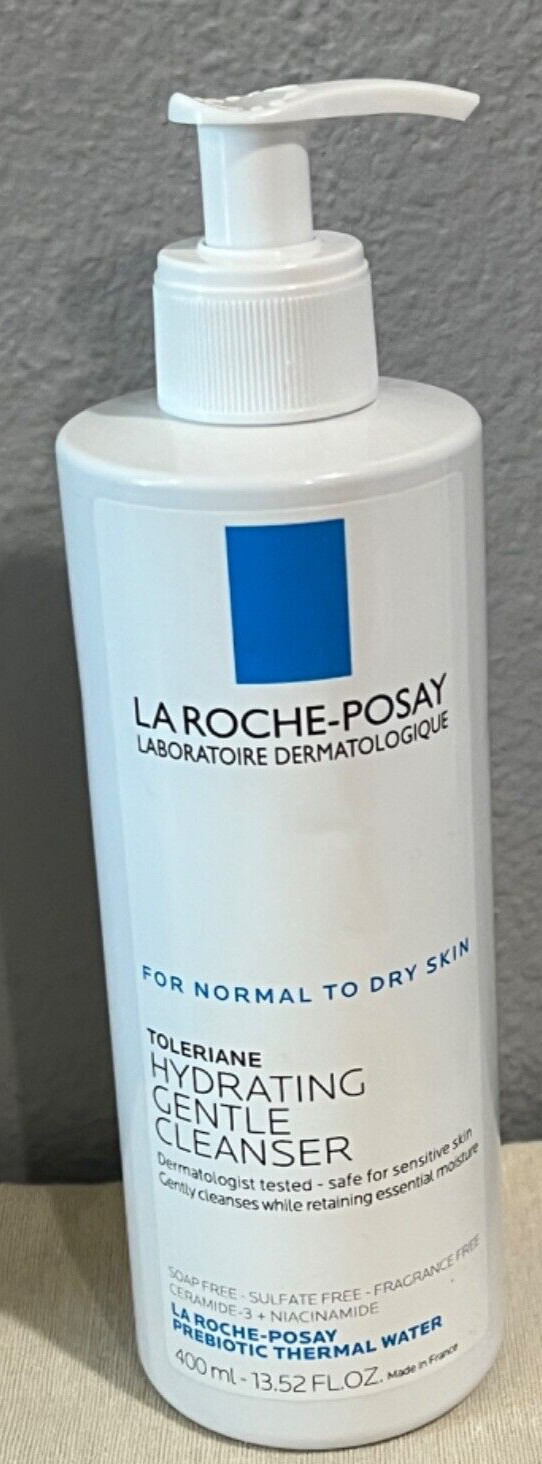 LA ROCHE-POSAY
LABORATOIRE DERMATOLOGIQUE
FOR NORMAL TO DRY SKIN
TOLERIANE
HYDRATING
GENTLE
CLEANSER
Dermatologist tested - safe for sensitive skin
Gently cleanses while retaining essential moisture
SOAP FREE - SULFATE FREE - FRAGRANCE FREE
CERAMIDE-3 + NIACINAMIDE
LA ROCHE-POSAY
PREBIOTIC THERMAL WATER
400 ml - 13.52 FL.OZ. Made in France